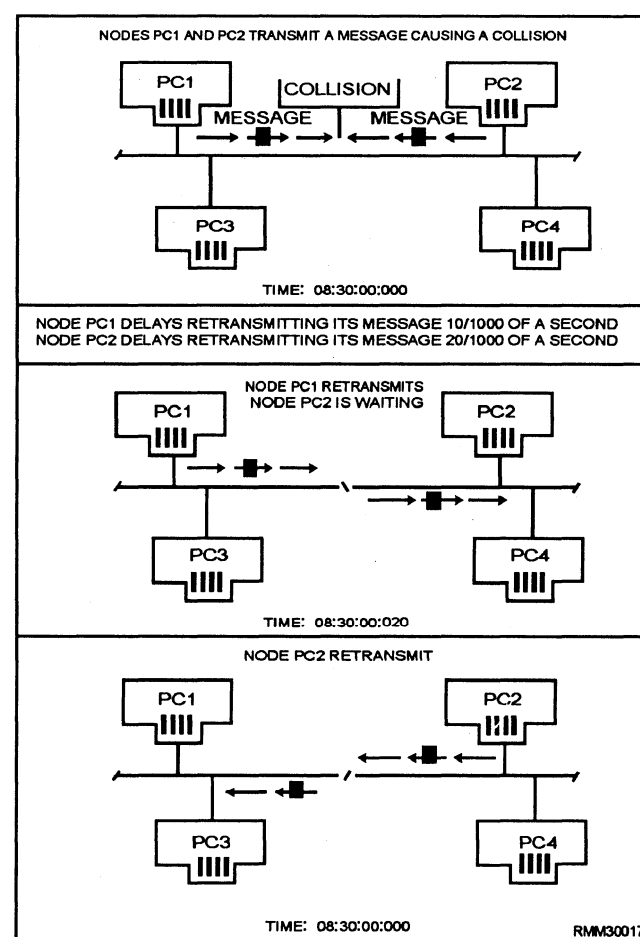 NODES PC1 AND PC2 TRANSMIT A MESSAGE CAUSING A COLLISION
PC1
COLLISION
PC2
MESSAGE
MESSAGE
PC3
PC4
TIME: 08:30:00:000
NODE PC1 DELAYS RETRANSMITTING ITS MESSAGE 10/1000 OF A SECOND
NODE PC2 DELAYS RETRANSMITTING ITS MESSAGE 20/1000 OF A SECOND
NODE PC1 RETRANSMITS
NODE PC2 IS WAITING
PC1
PC2
PC3
PC4
TIME: 08:30:00:020
NODE PC2 RETRANSMIT
PC1
PC2
PC3
PC4
TIME: 08:30:00:000
RMM30017